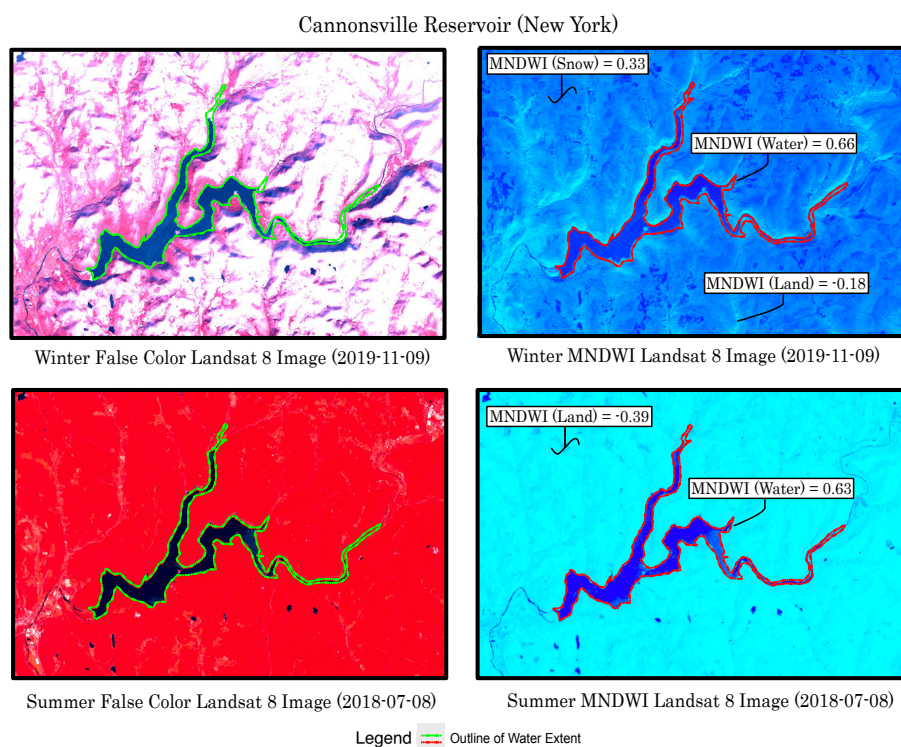 Cannonsville Reservoir (New York)
MNDWI (Snow) = 0.33
MNDWI (Water) = 0.66
MNDWI (Land) = -0.18
Winter False Color Landsat 8 Image (2019-11-09)
Winter MNDWI Landsat 8 Image (2019-11-09)
MNDWI (Land) = -0.39
MNDWI (Water) = 0.63
Summer False Color Landsat 8 Image (2018-07-08)
Summer MNDWI Landsat 8 Image (2018-07-08)
Legend Outline of Water Extent